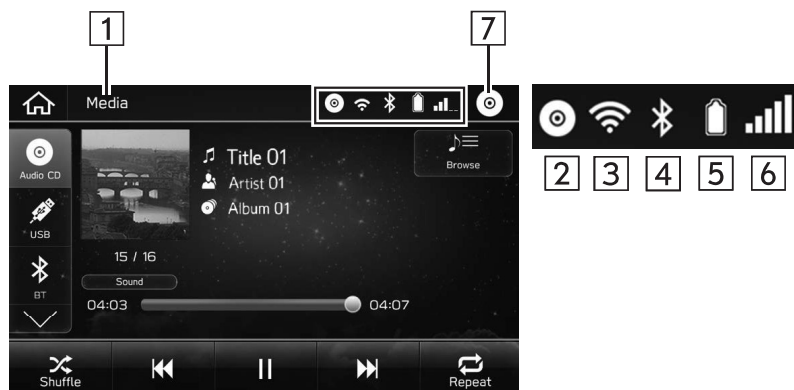 1
7
Media
Audio CD
USB
BT
Title 01
Artist 01
Album 01
Browse
15 / 16
Sound
04:03
04:07
Shuffle
Repeat
2 3 4 5 6